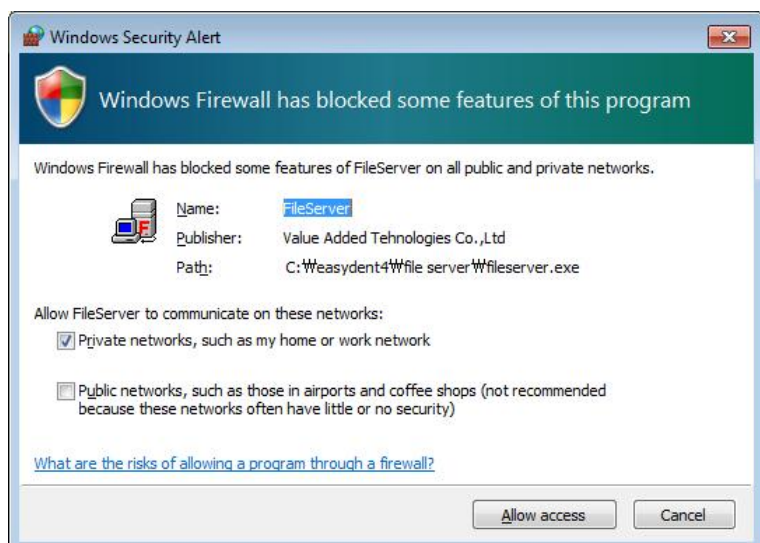 Windows Security Alert
Windows Firewall has blocked some features of this program
Windows Firewall has blocked some features of FileServer on all public and private networks.
Name: FileServer
Publisher: Value Added Tehnologies Co.,Ltd
Path: C:₩easydent4₩file server₩fileserver.exe
Allow FileServer to communicate on these networks:
Private networks, such as my home or work network
Public networks, such as those in airports and coffee shops (not recommended
because these networks often have little or no security)
What are the risks of allowing a program through a firewall?
Allow access Cancel